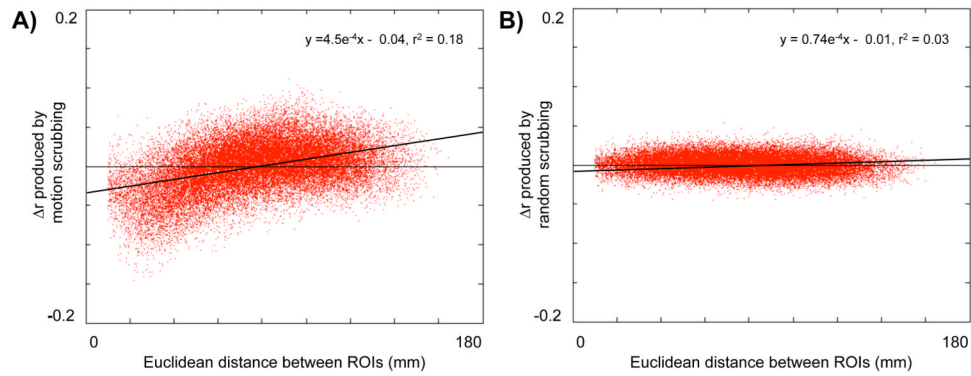 A)
0.2
y =4.5e⁻⁴x - 0.04, r² = 0.18
Δr produced by
motion scrubbing
-0.2
0
180
Euclidean distance between ROIs (mm)
B)
0.2
y = 0.74e⁻⁴x - 0.01, r² = 0.03
Δr produced by
random scrubbing
-0.2
0
180
Euclidean distance between ROIs (mm)